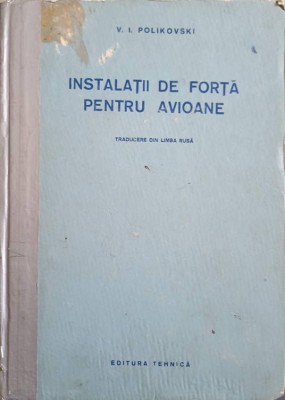 V. I. POLIKOVSKI
INSTALAȚII DE FORȚĂ
PENTRU AVIOANE
TRADUCERE DIN LIMBA RUSĂ
EDITURA TEHNICĂ